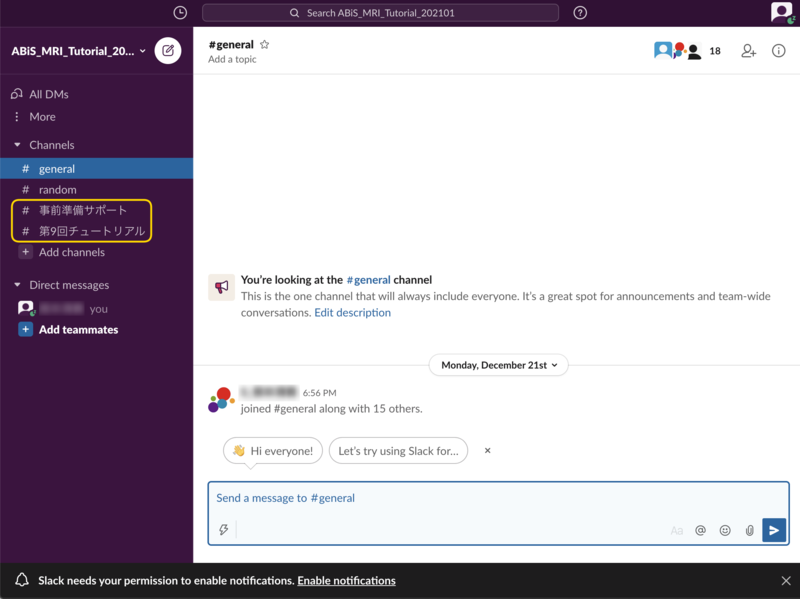 Search ABiS_MRI_Tutorial_202101
ABiS_MRI_Tutorial_20...
All DMs
More
Channels
# general
# random
# 事前準備サポート
# 第9回チュートリアル
+ Add channels
Direct messages
you
+ Add teammates
#general
Add a topic
18
You're looking at the #general channel
This is the one channel that will always include everyone. It's a great spot for announcements and team-wide
conversations. Edit description
Monday, December 21st
6:56 PM
joined #general along with 15 others.
👋 Hi everyone!
Let's try using Slack for...
Send a message to #general
Aa @
Slack needs your permission to enable notifications. Enable notifications